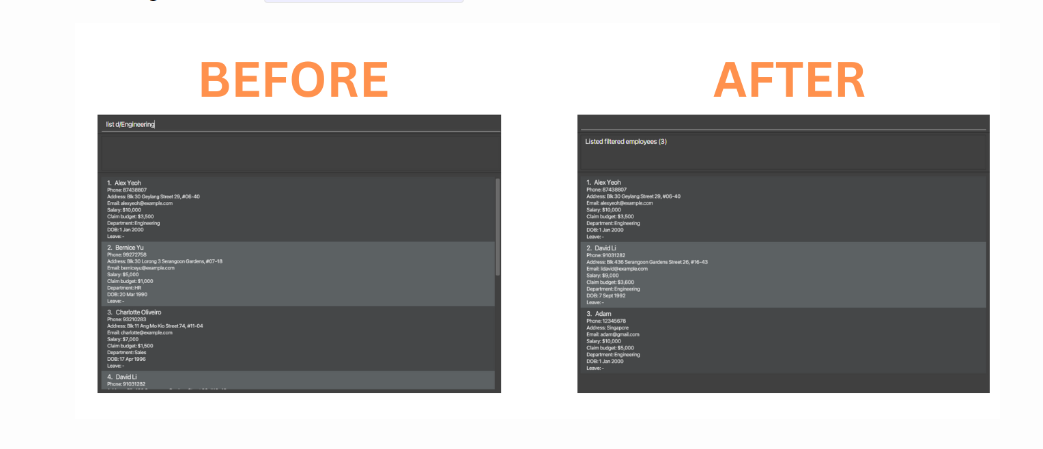 BEFORE
AFTER
list d/Engineering
1. Alex Yeoh
Phone: 87438807
Address: Blk 30 Geylang Street 29, #06-40
Email: alexyeoh@example.com
Salary: $10,000
Claim budget: $3,500
Department: Engineering
DOB: 1 Jan 2000
Leave: -
2. Bernice Yu
Phone: 99272758
Address: Blk 30 Lorong 3 Serangoon Gardens, #07-18
Email: berniceyu@example.com
Salary: $5,000
Claim budget: $1,000
Department: HR
DOB: 20 Mar 1990
Leave: -
3. Charlotte Oliveiro
Phone: 93210283
Address: Blk 11 Ang Mo Kio Street 74, #11-04
Email: charlotte@example.com
Salary: $7,000
Claim budget: $1,500
Department: Sales
DOB: 17 Apr 1996
Leave: -
4. David Li
Phone: 91031282
Listed filtered employees (3)
1. Alex Yeoh
Phone: 87438807
Address: Blk 30 Geylang Street 29, #06-40
Email: alexyeoh@example.com
Salary: $10,000
Claim budget: $3,500
Department: Engineering
DOB: 1 Jan 2000
Leave: -
2. David Li
Phone: 91031282
Address: Blk 436 Serangoon Gardens Street 26, #16-43
Email: lidavid@example.com
Claim budget: $3,600
Department: Engineering
DOB: 7 Sept 1992
Leave: -
3. Adam
Phone: 12345678
Address: Singapore
Email: adam@gmail.com
Salary: $10,000
Claim budget: $5,000
Department: Engineering
DOB: 1 Jan 2000
Leave: -